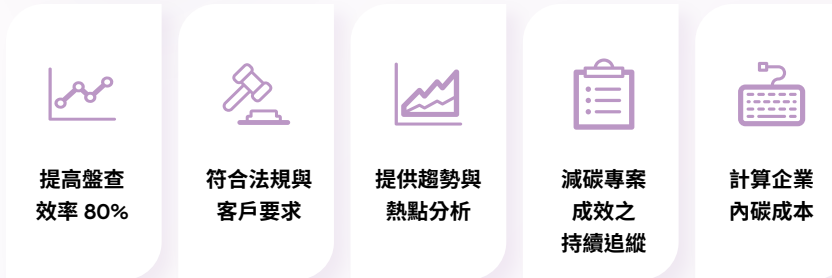 提高盤查
效率 80%
符合法規與
客戶要求
提供趨勢與
熱點分析
減碳專案
成效之
持續追縱
計算企業
內碳成本